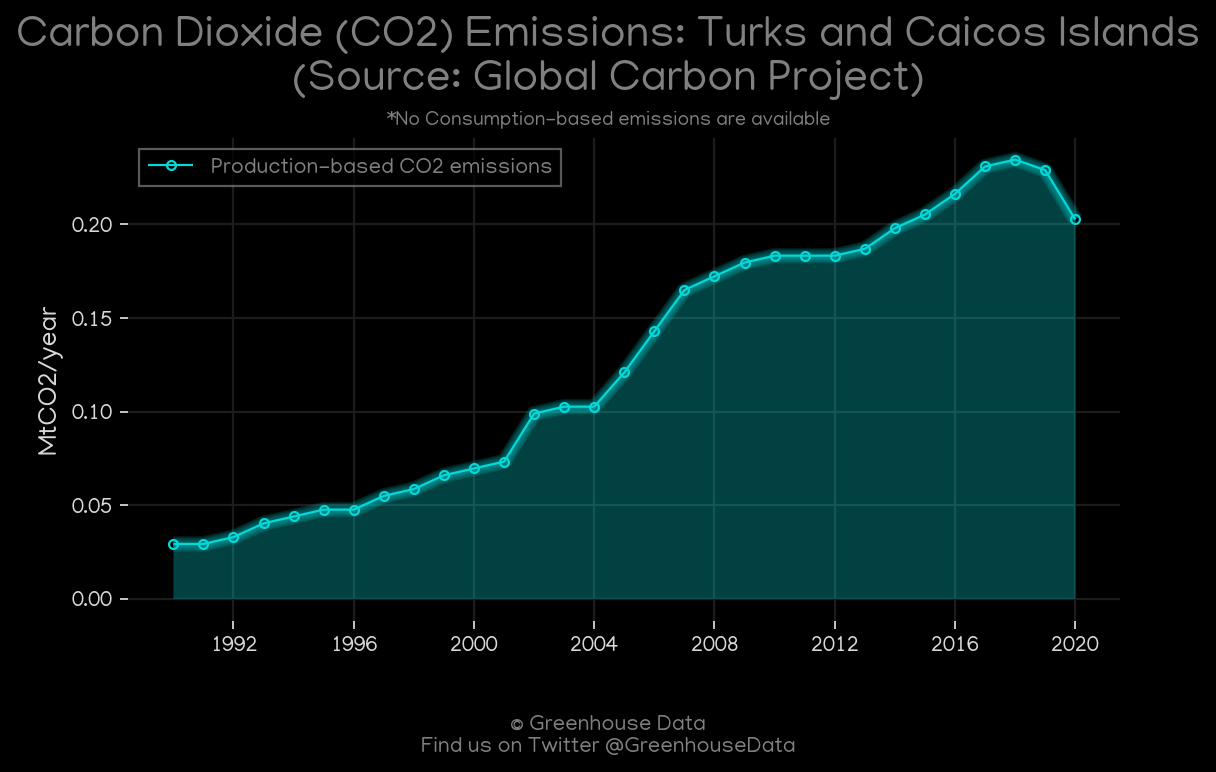 Carbon Dioxide (CO2) Emissions: Turks and Caicos Islands
(Source: Global Carbon Project)
*No Consumption-based emissions are available
Production-based CO2 emissions
MtCO2/year
0.20
0.15
0.10
0.05
0.00
1992 1996 2000 2004 2008 2012 2016 2020
© Greenhouse Data
Find us on Twitter @GreenhouseData